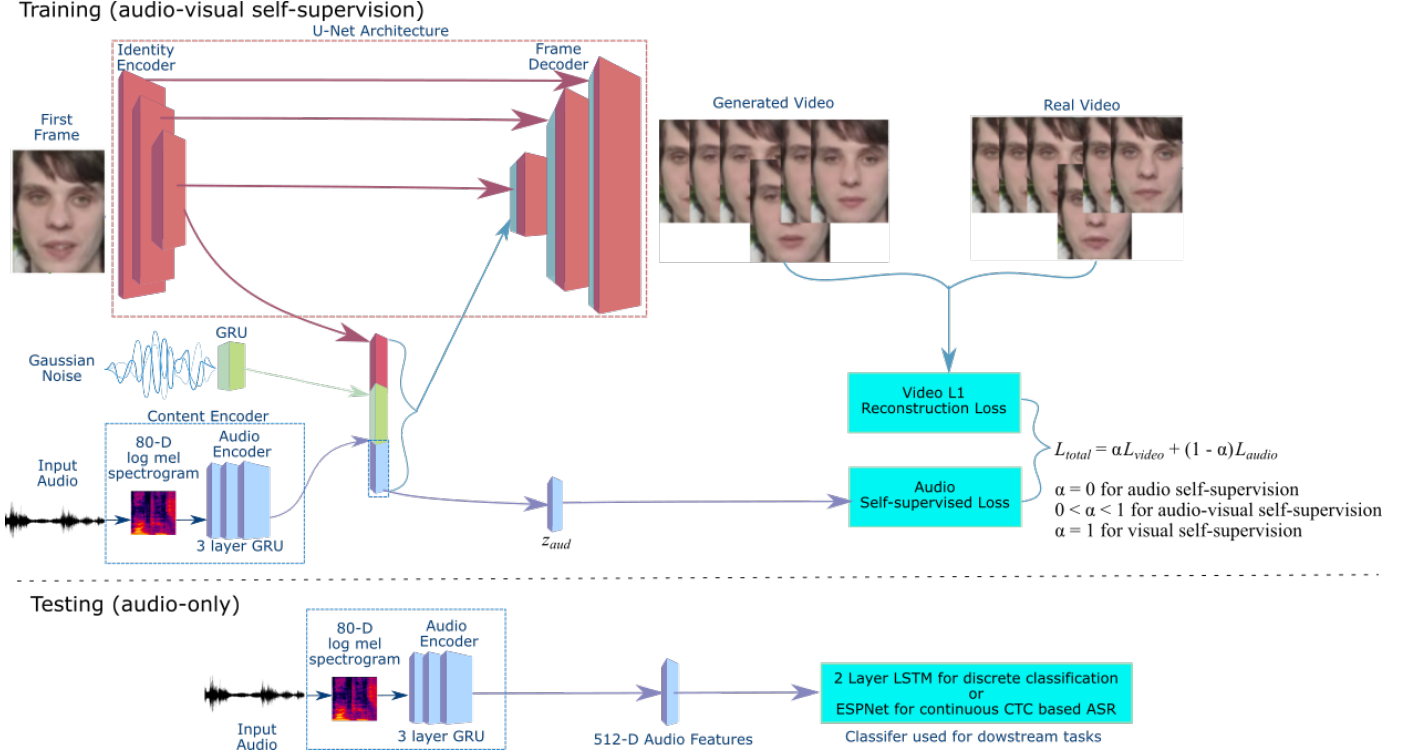 Training (audio-visual self-supervision)
U-Net Architecture
Identity
Encoder
Frame
Decoder
First
Frame
Generated Video
Real Video
GRU
Gaussian
Noise
Content Encoder
80-D
log mel
spectrogram
Audio
Encoder
Input
Audio
3 layer GRU
z_aud
Video L1
Reconstruction Loss
Audio
Self-supervised Loss
L_total = αL_video + (1 - α)L_audio
α = 0 for audio self-supervision
0 < α < 1 for audio-visual self-supervision
α = 1 for visual self-supervision
Testing (audio-only)
80-D
log mel
spectrogram
Audio
Encoder
Input
Audio
3 layer GRU
512-D Audio Features
2 Layer LSTM for discrete classification
or
ESPNet for continuous CTC based ASR
Classifer used for dowstream tasks